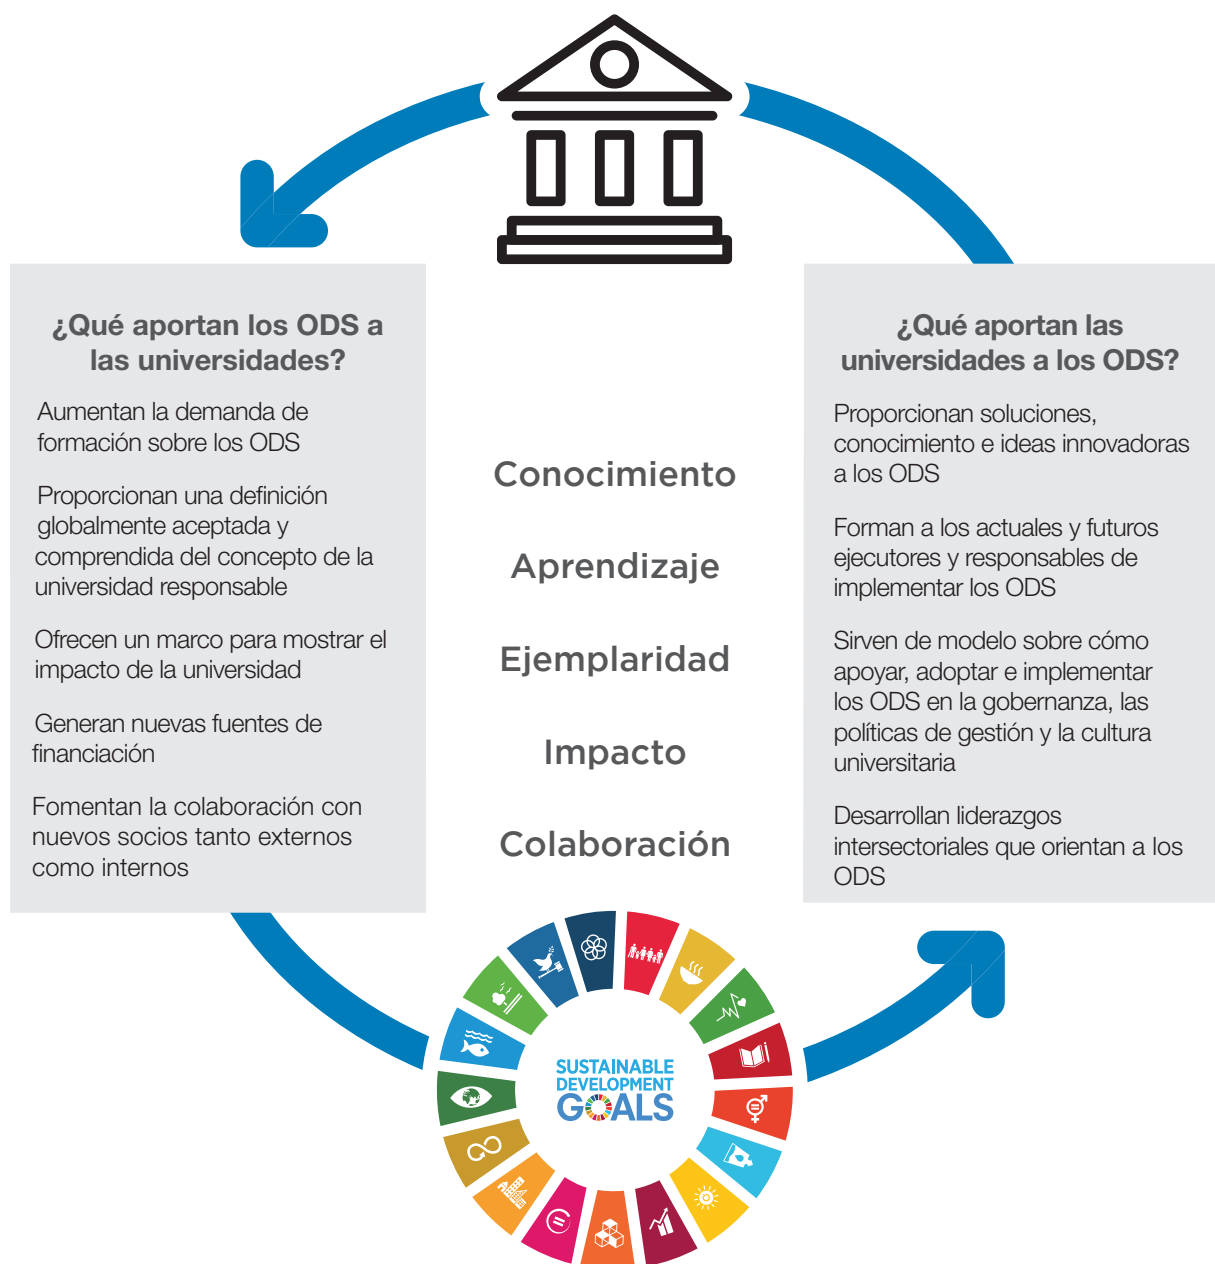 ¿Qué aportan los ODS a
las universidades?
Aumentan la demanda de
formación sobre los ODS
Proporcionan una definición
globalmente aceptada y
comprendida del concepto de la
universidad responsable
Ofrecen un marco para mostrar el
impacto de la universidad
Generan nuevas fuentes de
financiación
Fomentan la colaboración con
nuevos socios tanto externos
como internos
Conocimiento
Aprendizaje
Ejemplaridad
Impacto
Colaboración
¿Qué aportan las
universidades a los ODS?
Proporcionan soluciones,
conocimiento e ideas innovadoras
a los ODS
Forman a los actuales y futuros
ejecutores y responsables de
implementar los ODS
Sirven de modelo sobre cómo
apoyar, adoptar e implementar
los ODS en la gobernanza, las
políticas de gestión y la cultura
universitaria
Desarrollan liderazgos
intersectoriales que orientan a los
ODS
SUSTAINABLE
DEVELOPMENT
GOALS